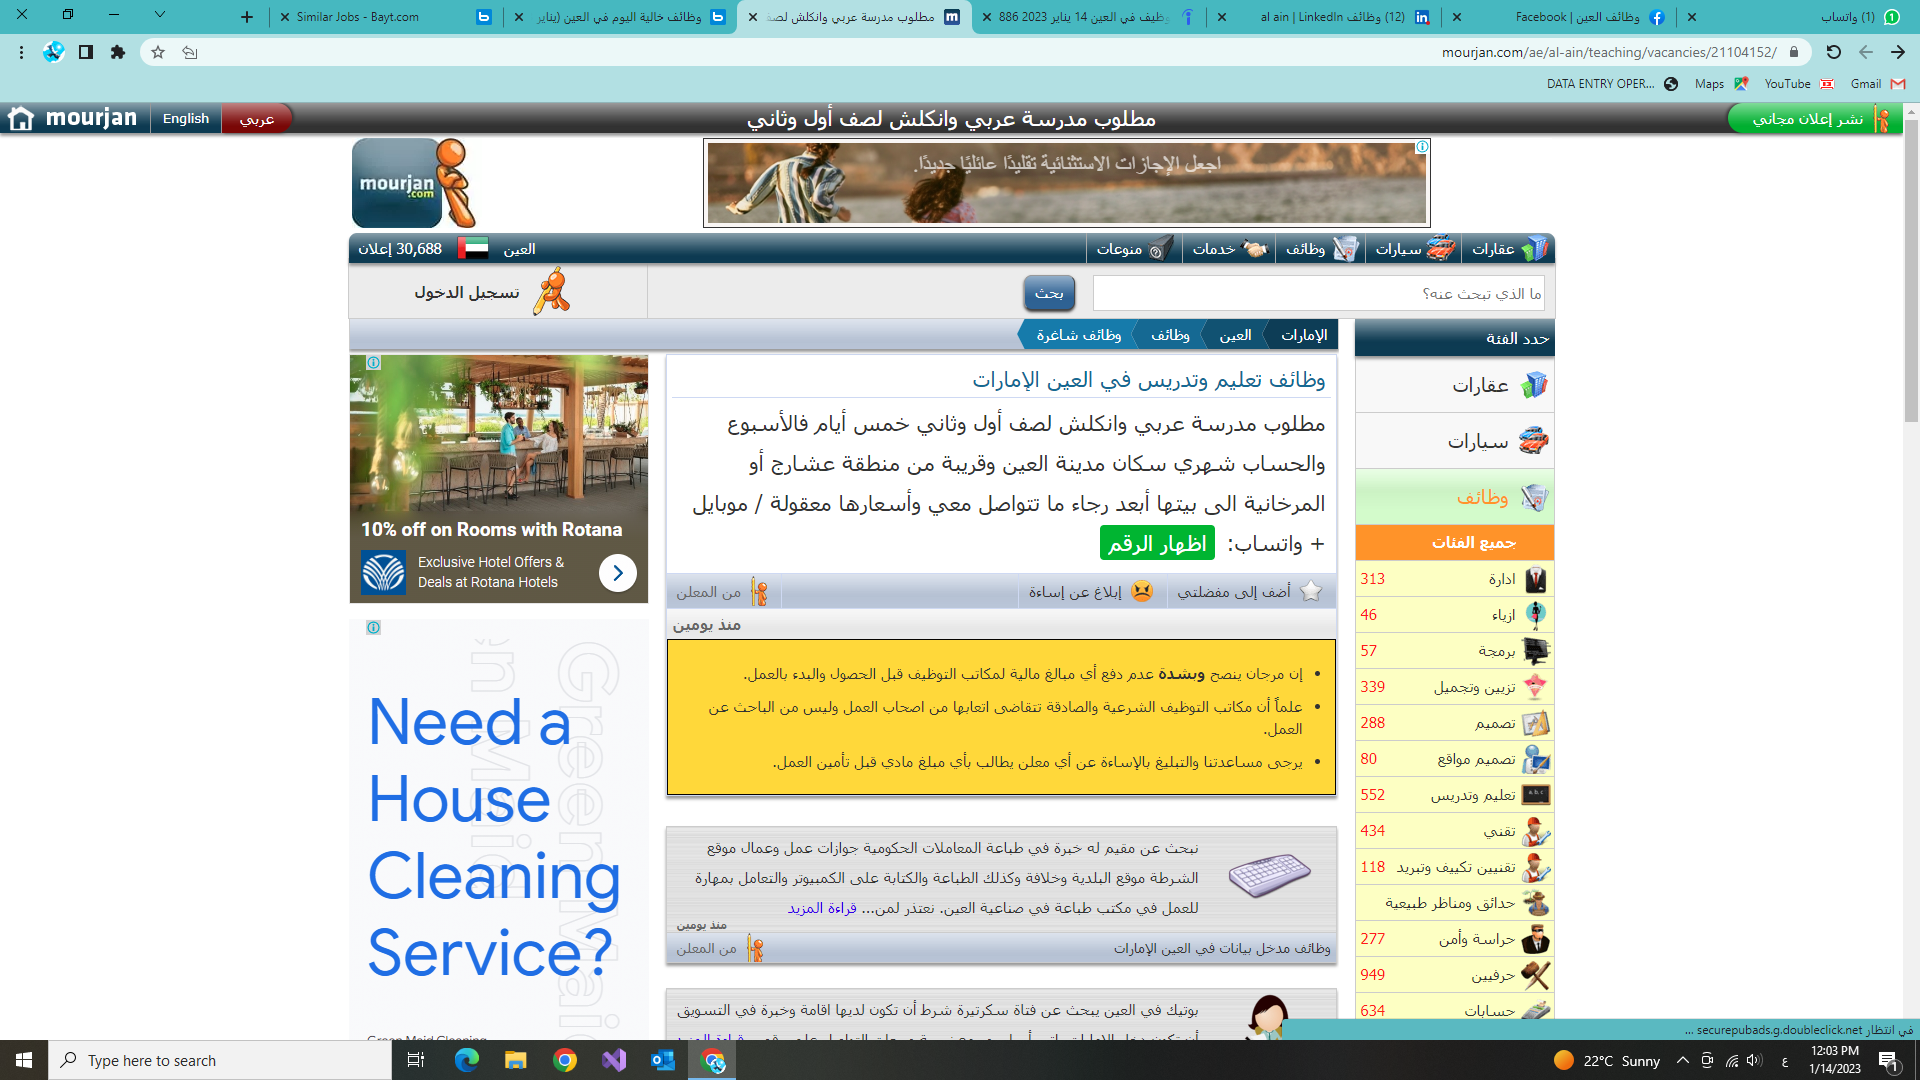 (1) واتساب
وظائف العين | Facebook
(12) وظائف al ain | LinkedIn
وظيف في العين 14 يناير 2023 886
مطلوب مدرسة عربي وانكلش لصف
وظائف خالية اليوم في العين (يناير
Similar Jobs - Bayt.com
mourjan.com/ae/al-ain/teaching/vacancies/21104152/
Gmail
YouTube
Maps
DATA ENTRY OPER...
mourjan
English
عربي
مطلوب مدرسة عربي وانكلش لصف أول وثاني
نشر إعلان مجاني
mourjan
.com
اجعل الإجازات الاستثنائية تقليدًا عائليًا جديدًا.
عقارات
سيارات
وظائف
خدمات
منوعات
العين
30,688 إعلان
ما الذي تبحث عنه؟
بحث
تسجيل الدخول
حدد الفئة
الإمارات
العين
وظائف
وظائف شاغرة
عقارات
سيارات
وظائف
جميع الفئات
ادارة 313
ازياء 46
برمجة 57
تزيين وتجميل 339
تصميم 288
تصميم مواقع 80
تعليم وتدريس 552
تقني 434
تقنيين تكييف وتبريد 118
حدائق ومناظر طبيعية
حراسة وأمن 277
حرفيين 949
حسابات 634
وظائف تعليم وتدريس في العين الإمارات
مطلوب مدرسة عربي وانكلش لصف أول وثاني خمس أيام فالأسبوع
والحساب شهري سكان مدينة العين وقريبة من منطقة عشارج أو
المرخانية الى بيتها أبعد رجاء ما تتواصل معي وأسعارها معقولة / موبايل
+ واتساب: اظهار الرقم
أضف إلى مفضلتي
إبلاغ عن إساءة
من المعلن
منذ يومين
• إن مرجان ينصح وبشدة عدم دفع أي مبالغ مالية لمكاتب التوظيف قبل الحصول والبدء بالعمل.
• علماً أن مكاتب التوظيف الشرعية والصادقة تتقاضى اتعابها من اصحاب العمل وليس من الباحث عن
العمل.
• يرجى مساعدتنا والتبليغ بالإساءة عن أي معلن يطالب بأي مبلغ مادي قبل تأمين العمل.
نبحث عن مقيم له خبرة في طباعة المعاملات الحكومية جوازات عمل وعمال موقع
الشرطة موقع البلدية وخلافة وكذلك الطباعة والكتابة على الكمبيوتر والتعامل بمهارة
للعمل في مكتب طباعة في صناعية العين. نعتذر لمن... قراءة المزيد
منذ يومين
وظائف مدخل بيانات في العين الإمارات
من المعلن
بوتيك في العين يبحث عن فتاة سكرتيرة شرط أن تكون لديها اقامة وخبرة في التسويق
10% off on Rooms with Rotana
Exclusive Hotel Offers &
Deals at Rotana Hotels
Need a
House
Cleaning
Service?
Green Maid Cleaning
في انتظار securepubads.g.doubleclick.net ...
Type here to search
22°C Sunny
ع
12:03 PM
1/14/2023
1